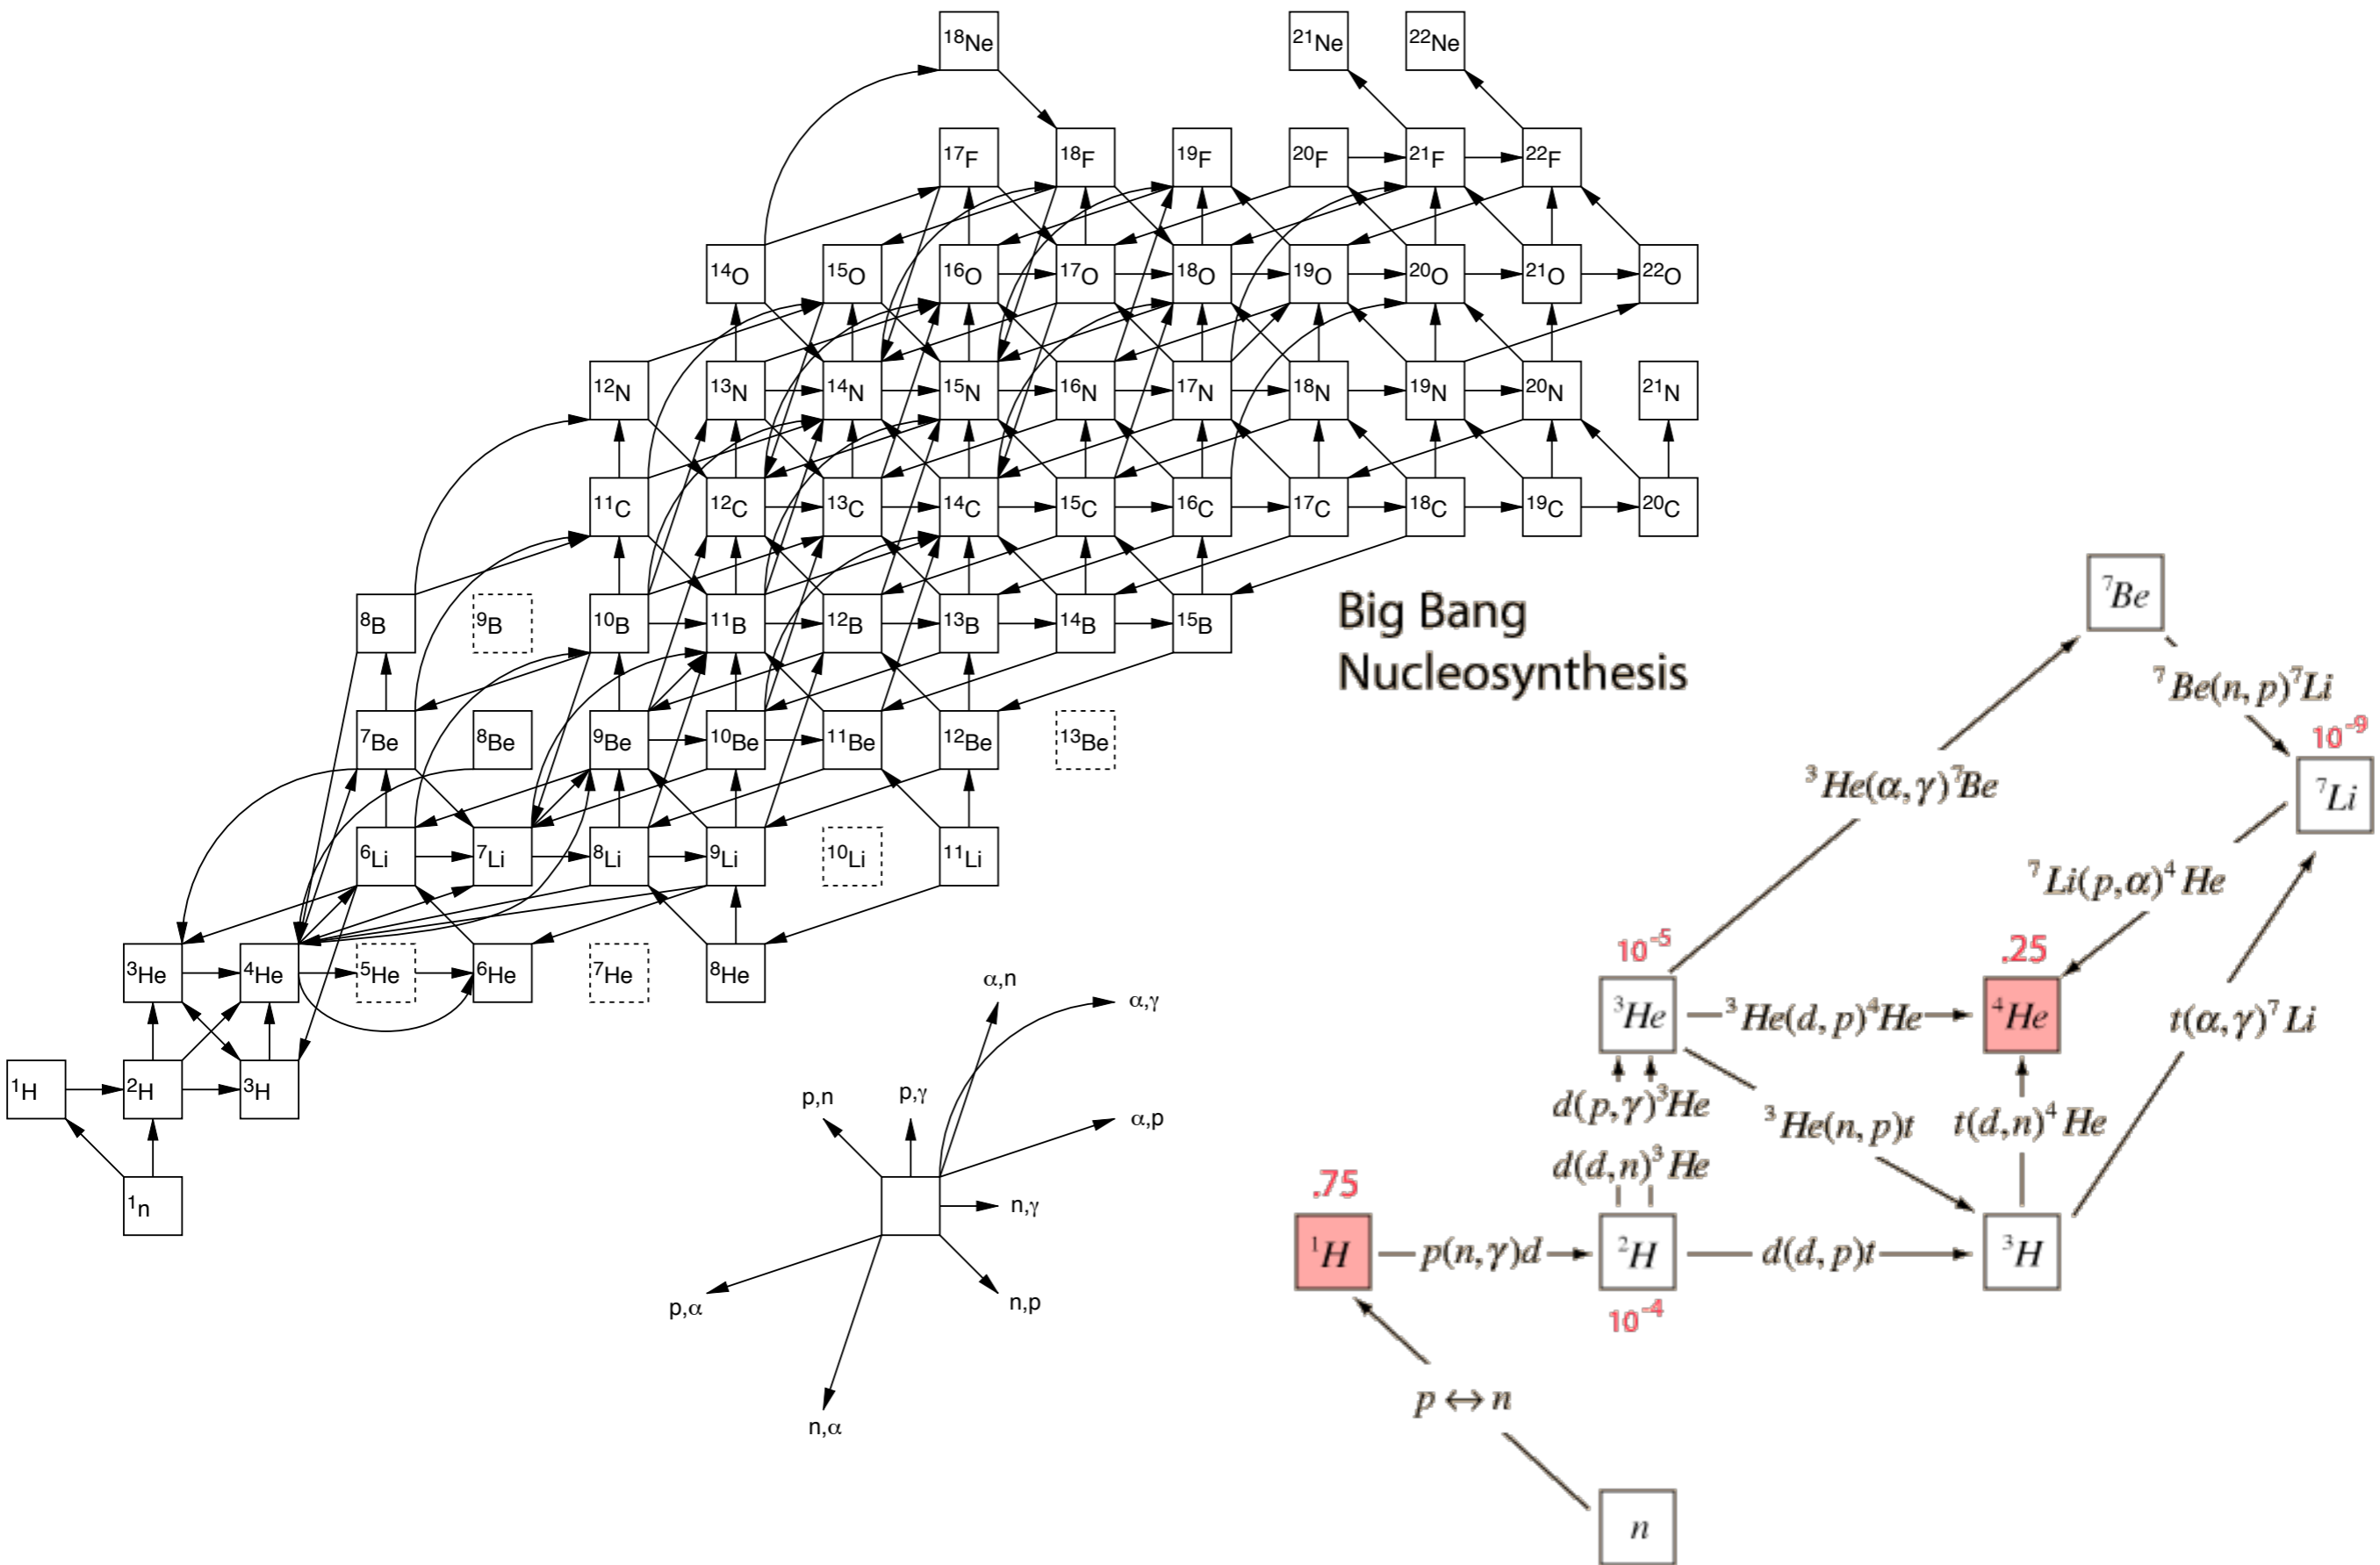 ¹⁸Ne ²¹Ne ²²Ne
¹⁷F ¹⁸F ¹⁹F ²⁰F ²¹F ²²F
¹⁴O ¹⁵O ¹⁶O ¹⁷O ¹⁸O ¹⁹O ²⁰O ²¹O ²²O
¹²N ¹³N ¹⁴N ¹⁵N ¹⁶N ¹⁷N ¹⁸N ¹⁹N ²⁰N ²¹N
¹¹C ¹²C ¹³C ¹⁴C ¹⁵C ¹⁶C ¹⁷C ¹⁸C ¹⁹C ²⁰C
⁸B ⁹B ¹⁰B ¹¹B ¹²B ¹³B ¹⁴B ¹⁵B
⁷Be ⁸Be ⁹Be ¹⁰Be ¹¹Be ¹²Be ¹³Be
⁶Li ⁷Li ⁸Li ⁹Li ¹⁰Li ¹¹Li
³He ⁴He ⁵He ⁶He ⁷He ⁸He
¹H ²H ³H
¹n
α,n
α,γ
p,n
p,γ
α,p
n,γ
p,α
n,p
n,α
Big Bang
Nucleosynthesis
⁷Be
⁷Be(n, p)⁷Li
10⁻⁹
³He(α, γ)⁷Be
⁷Li
⁷Li(p,α)⁴He
10⁻⁵
.25
³He
³He(d, p)⁴He
⁴He
t(α,γ)⁷Li
d(p,γ)³He
³He(n, p)t
t(d,n)⁴He
d(d,n)³He
.75
¹H
p(n,γ)d
²H
d(d, p)t
³H
10⁻⁴
p ↔ n
n